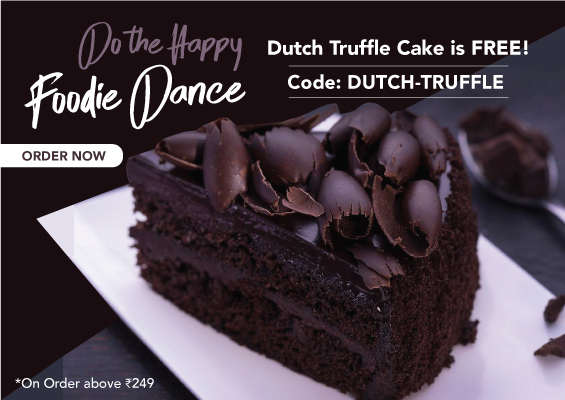 Do the Happy
Foodie Dance
Dutch Truffle Cake is FREE!
Code: DUTCH-TRUFFLE
ORDER NOW
*On Order above ₹249